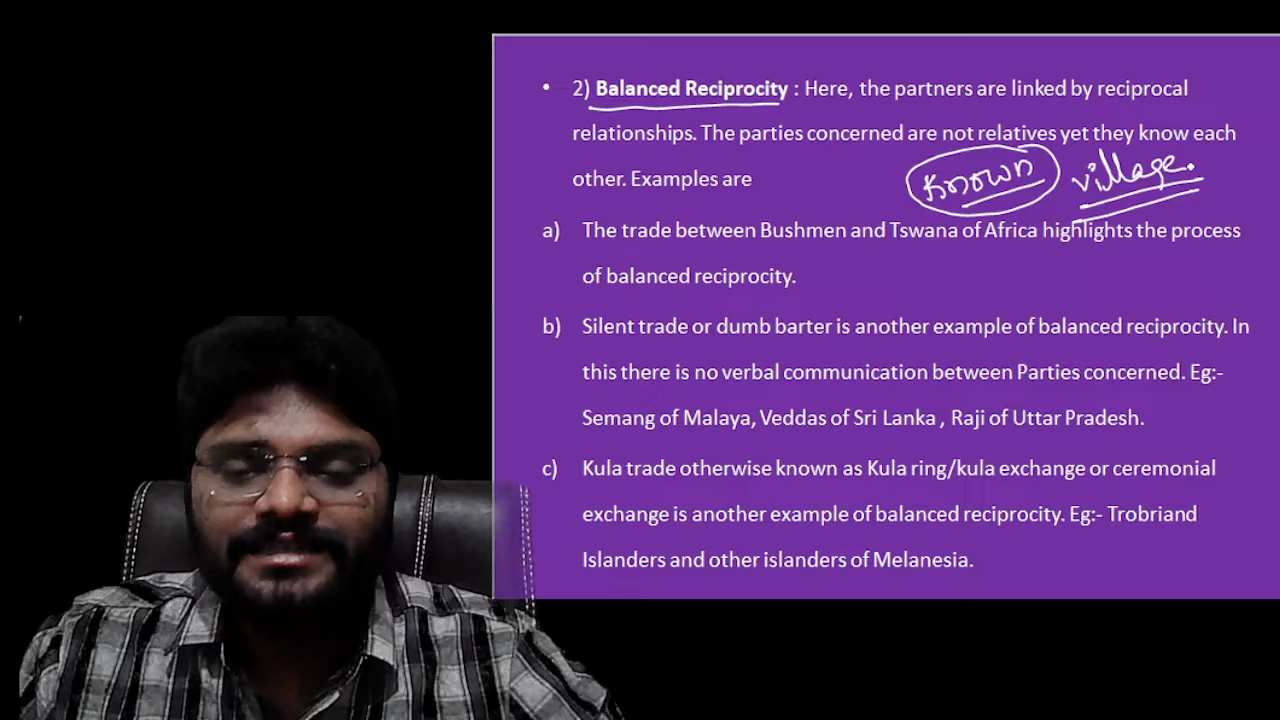 • 2) Balanced Reciprocity : Here, the partners are linked by reciprocal
relationships. The parties concerned are not relatives yet they know each
other. Examples are
Known village.
a) The trade between Bushmen and Tswana of Africa highlights the process
of balanced reciprocity.
b) Silent trade or dumb barter is another example of balanced reciprocity. In
this there is no verbal communication between Parties concerned. Eg:-
Semang of Malaya, Veddas of Sri Lanka , Raji of Uttar Pradesh.
c) Kula trade otherwise known as Kula ring/kula exchange or ceremonial
exchange is another example of balanced reciprocity. Eg:- Trobriand
Islanders and other islanders of Melanesia.